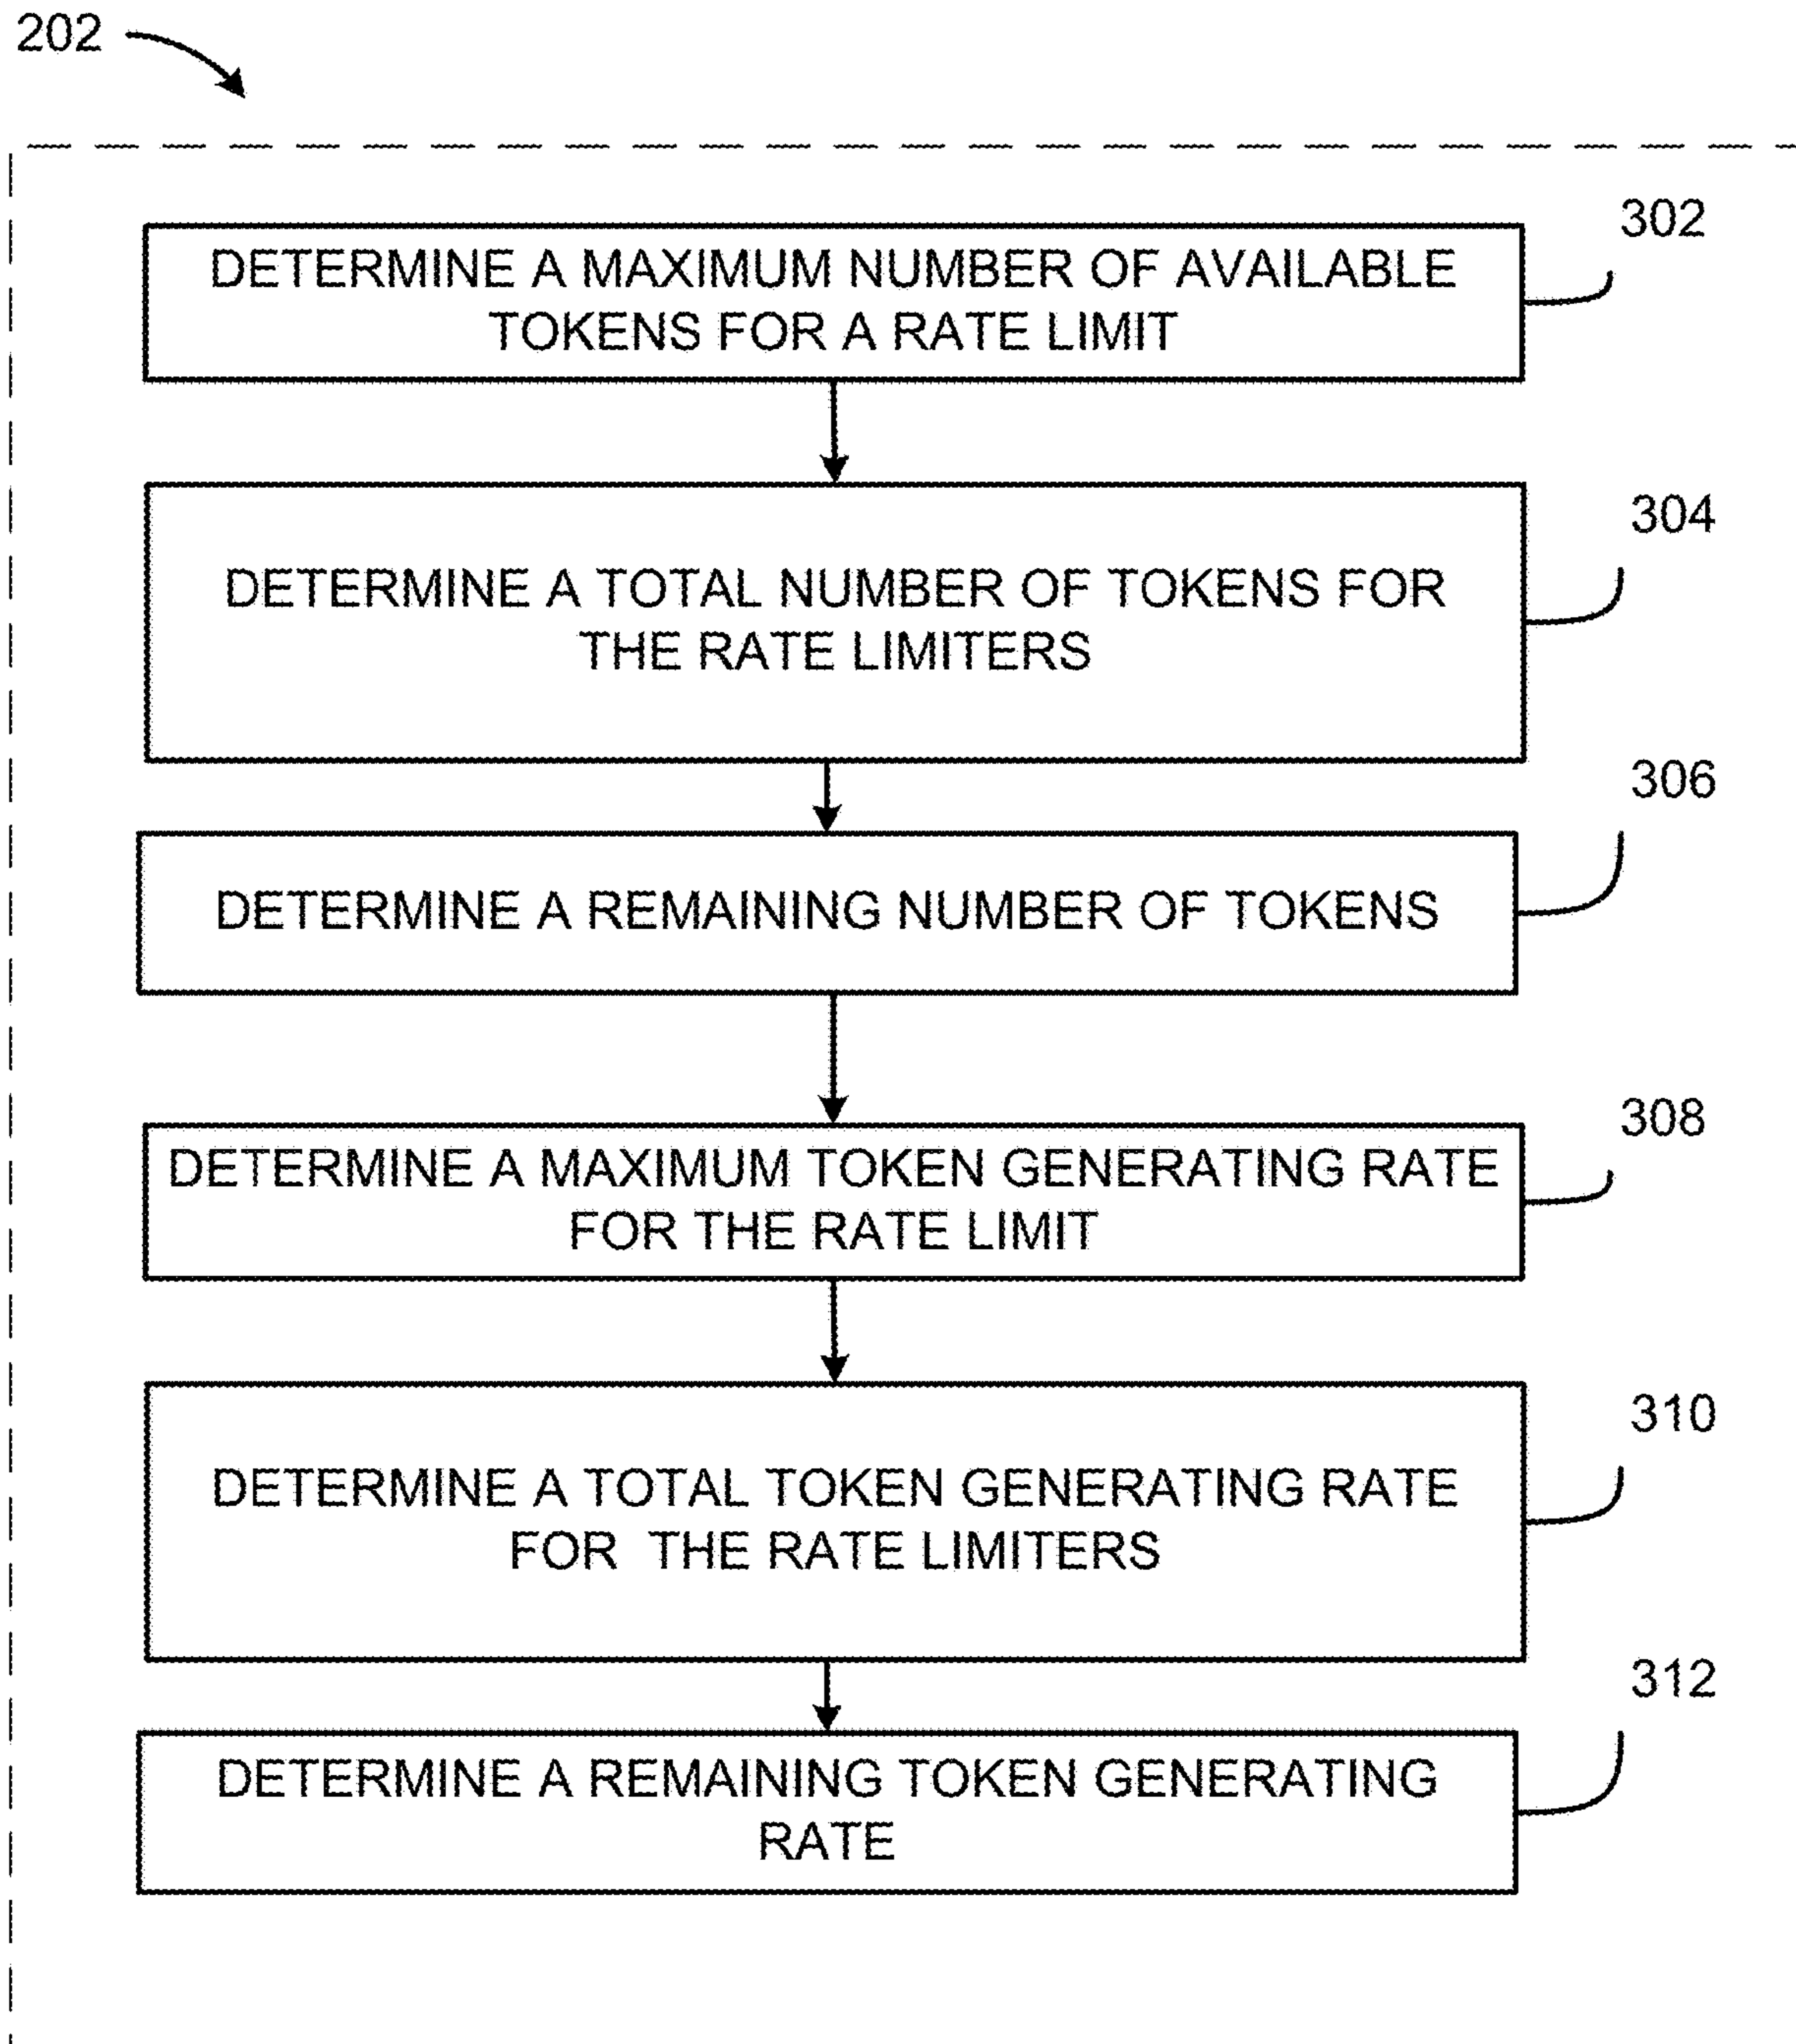 202
302
DETERMINE A MAXIMUM NUMBER OF AVAILABLE
TOKENS FOR A RATE LIMIT
304
DETERMINE A TOTAL NUMBER OF TOKENS FOR
THE RATE LIMITERS
306
DETERMINE A REMAINING NUMBER OF TOKENS
308
DETERMINE A MAXIMUM TOKEN GENERATING RATE
FOR THE RATE LIMIT
310
DETERMINE A TOTAL TOKEN GENERATING RATE
FOR THE RATE LIMITERS
312
DETERMINE A REMAINING TOKEN GENERATING
RATE